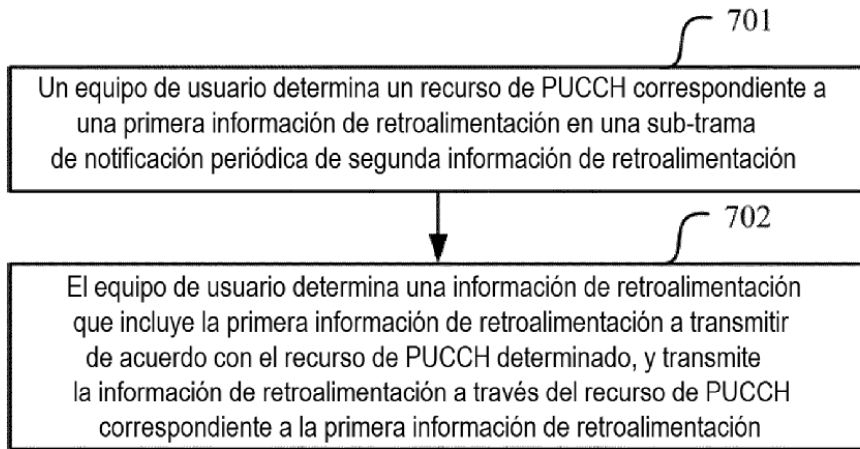 701
Un equipo de usuario determina un recurso de PUCCH correspondiente a
una primera información de retroalimentación en una sub-trama
de notificación periódica de segunda información de retroalimentación
702
El equipo de usuario determina una información de retroalimentación
que incluye la primera información de retroalimentación a transmitir
de acuerdo con el recurso de PUCCH determinado, y transmite
la información de retroalimentación a través del recurso de PUCCH
correspondiente a la primera información de retroalimentación